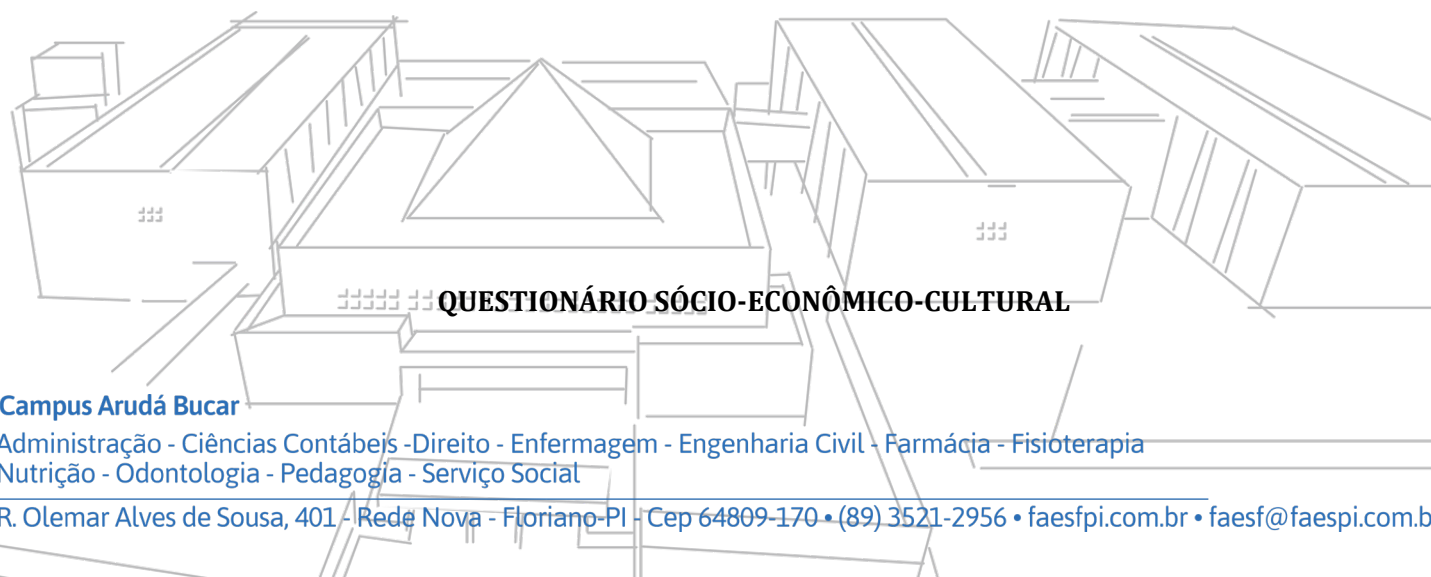 QUESTIONÁRIO SÓCIO-ECONÔMICO-CULTURAL
Campus Arudá Bucar
Administração - Ciências Contábeis -Direito - Enfermagem - Engenharia Civil - Farmácia - Fisioterapia
Nutrição - Odontologia - Pedagogia - Serviço Social
R. Olemar Alves de Sousa, 401 - Rede Nova - Floriano-PI - Cep 64809-170 • (89) 3521-2956 • faesfpi.com.br • faesf@faespi.com.b